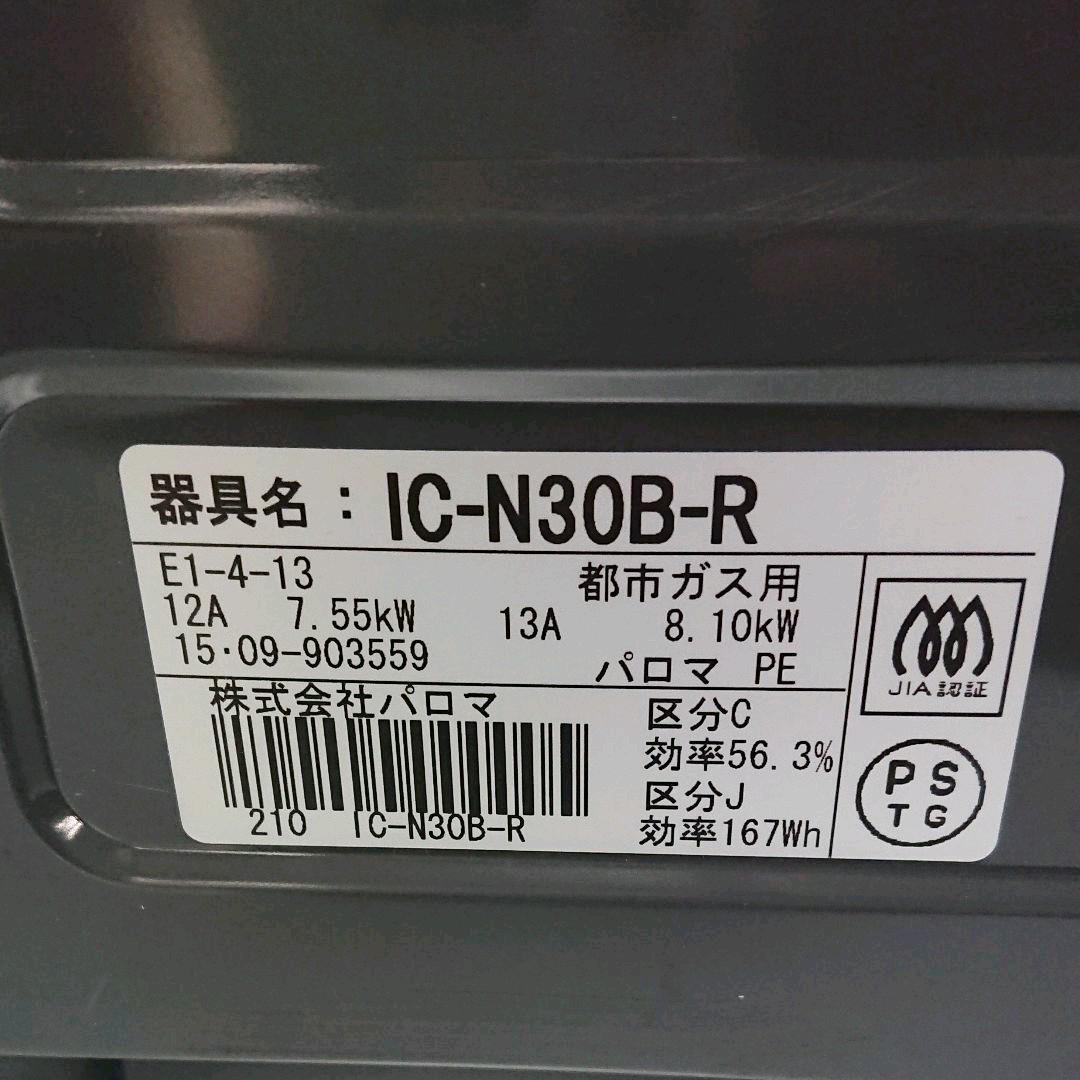 器具名：IC-N30B-R
E1-4-13 都市ガス用
12A 7.55kW 13A 8.10kW
15・09-903559 パロマ PE
JIA認証
株式会社パロマ
区分C
効率56.3%
区分J
210 IC-N30B-R 効率167Wh
PS
TG